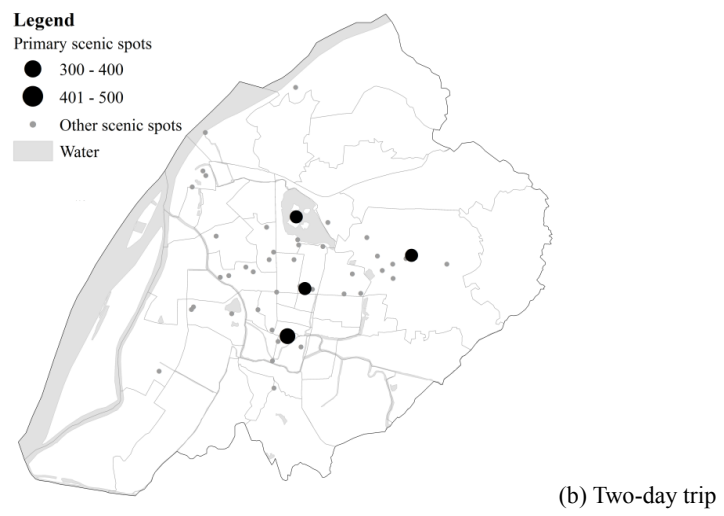 Legend
Primary scenic spots
300 - 400
401 - 500
Other scenic spots
Water
(b) Two-day trip